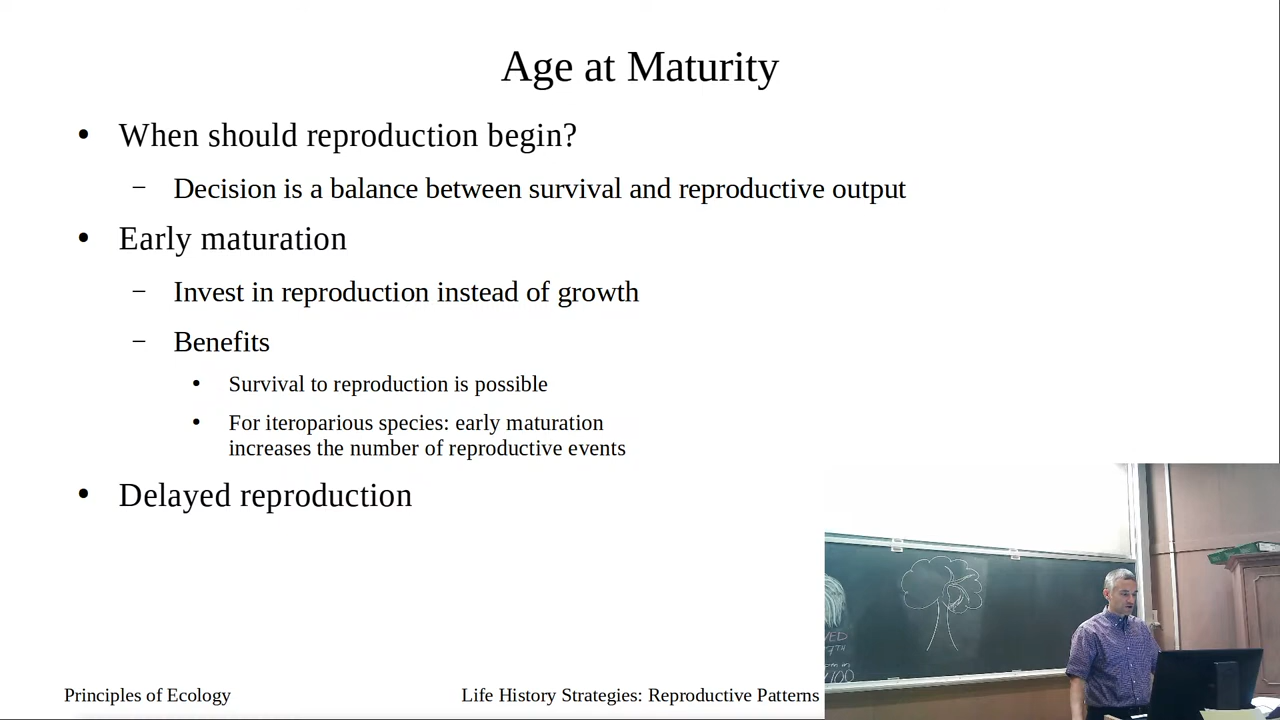 Age at Maturity
• When should reproduction begin?
– Decision is a balance between survival and reproductive output
• Early maturation
– Invest in reproduction instead of growth
– Benefits
• Survival to reproduction is possible
• For iteroparious species: early maturation
increases the number of reproductive events
• Delayed reproduction
Principles of Ecology
Life History Strategies: Reproductive Patterns